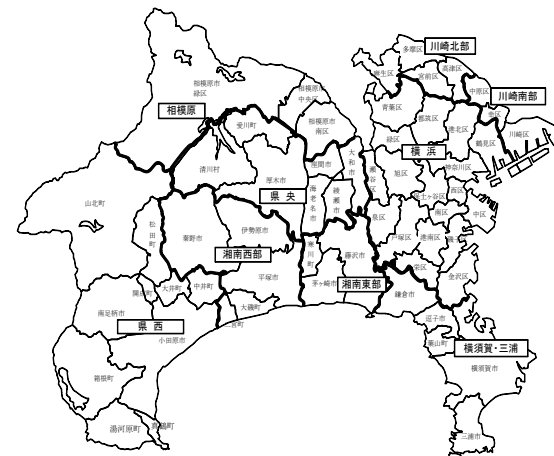 多摩区
川崎北部
麻生区
宮前区
高津区
中原区
川崎南部
幸区
川崎区
相模原市
緑区
相模原市
中央区
相模原
相模原市
南区
愛川町
青葉区
都筑区
港北区
鶴見区
緑区
横浜
神奈川区
清川村
座間市
大和市
瀬谷区
旭区
保土ヶ谷区
西区
中区
南区
厚木市
県央
海老名市
綾瀬市
泉区
戸塚区
港南区
磯子区
山北町
松田町
秦野市
伊勢原市
湘南西部
寒川町
藤沢市
栄区
金沢区
開成町
大井町
中井町
平塚市
茅ヶ崎市
湘南東部
鎌倉市
南足柄市
大磯町
二宮町
逗子市
県西
小田原市
葉山町
横須賀・三浦
横須賀市
箱根町
湯河原町
真鶴町
三浦市